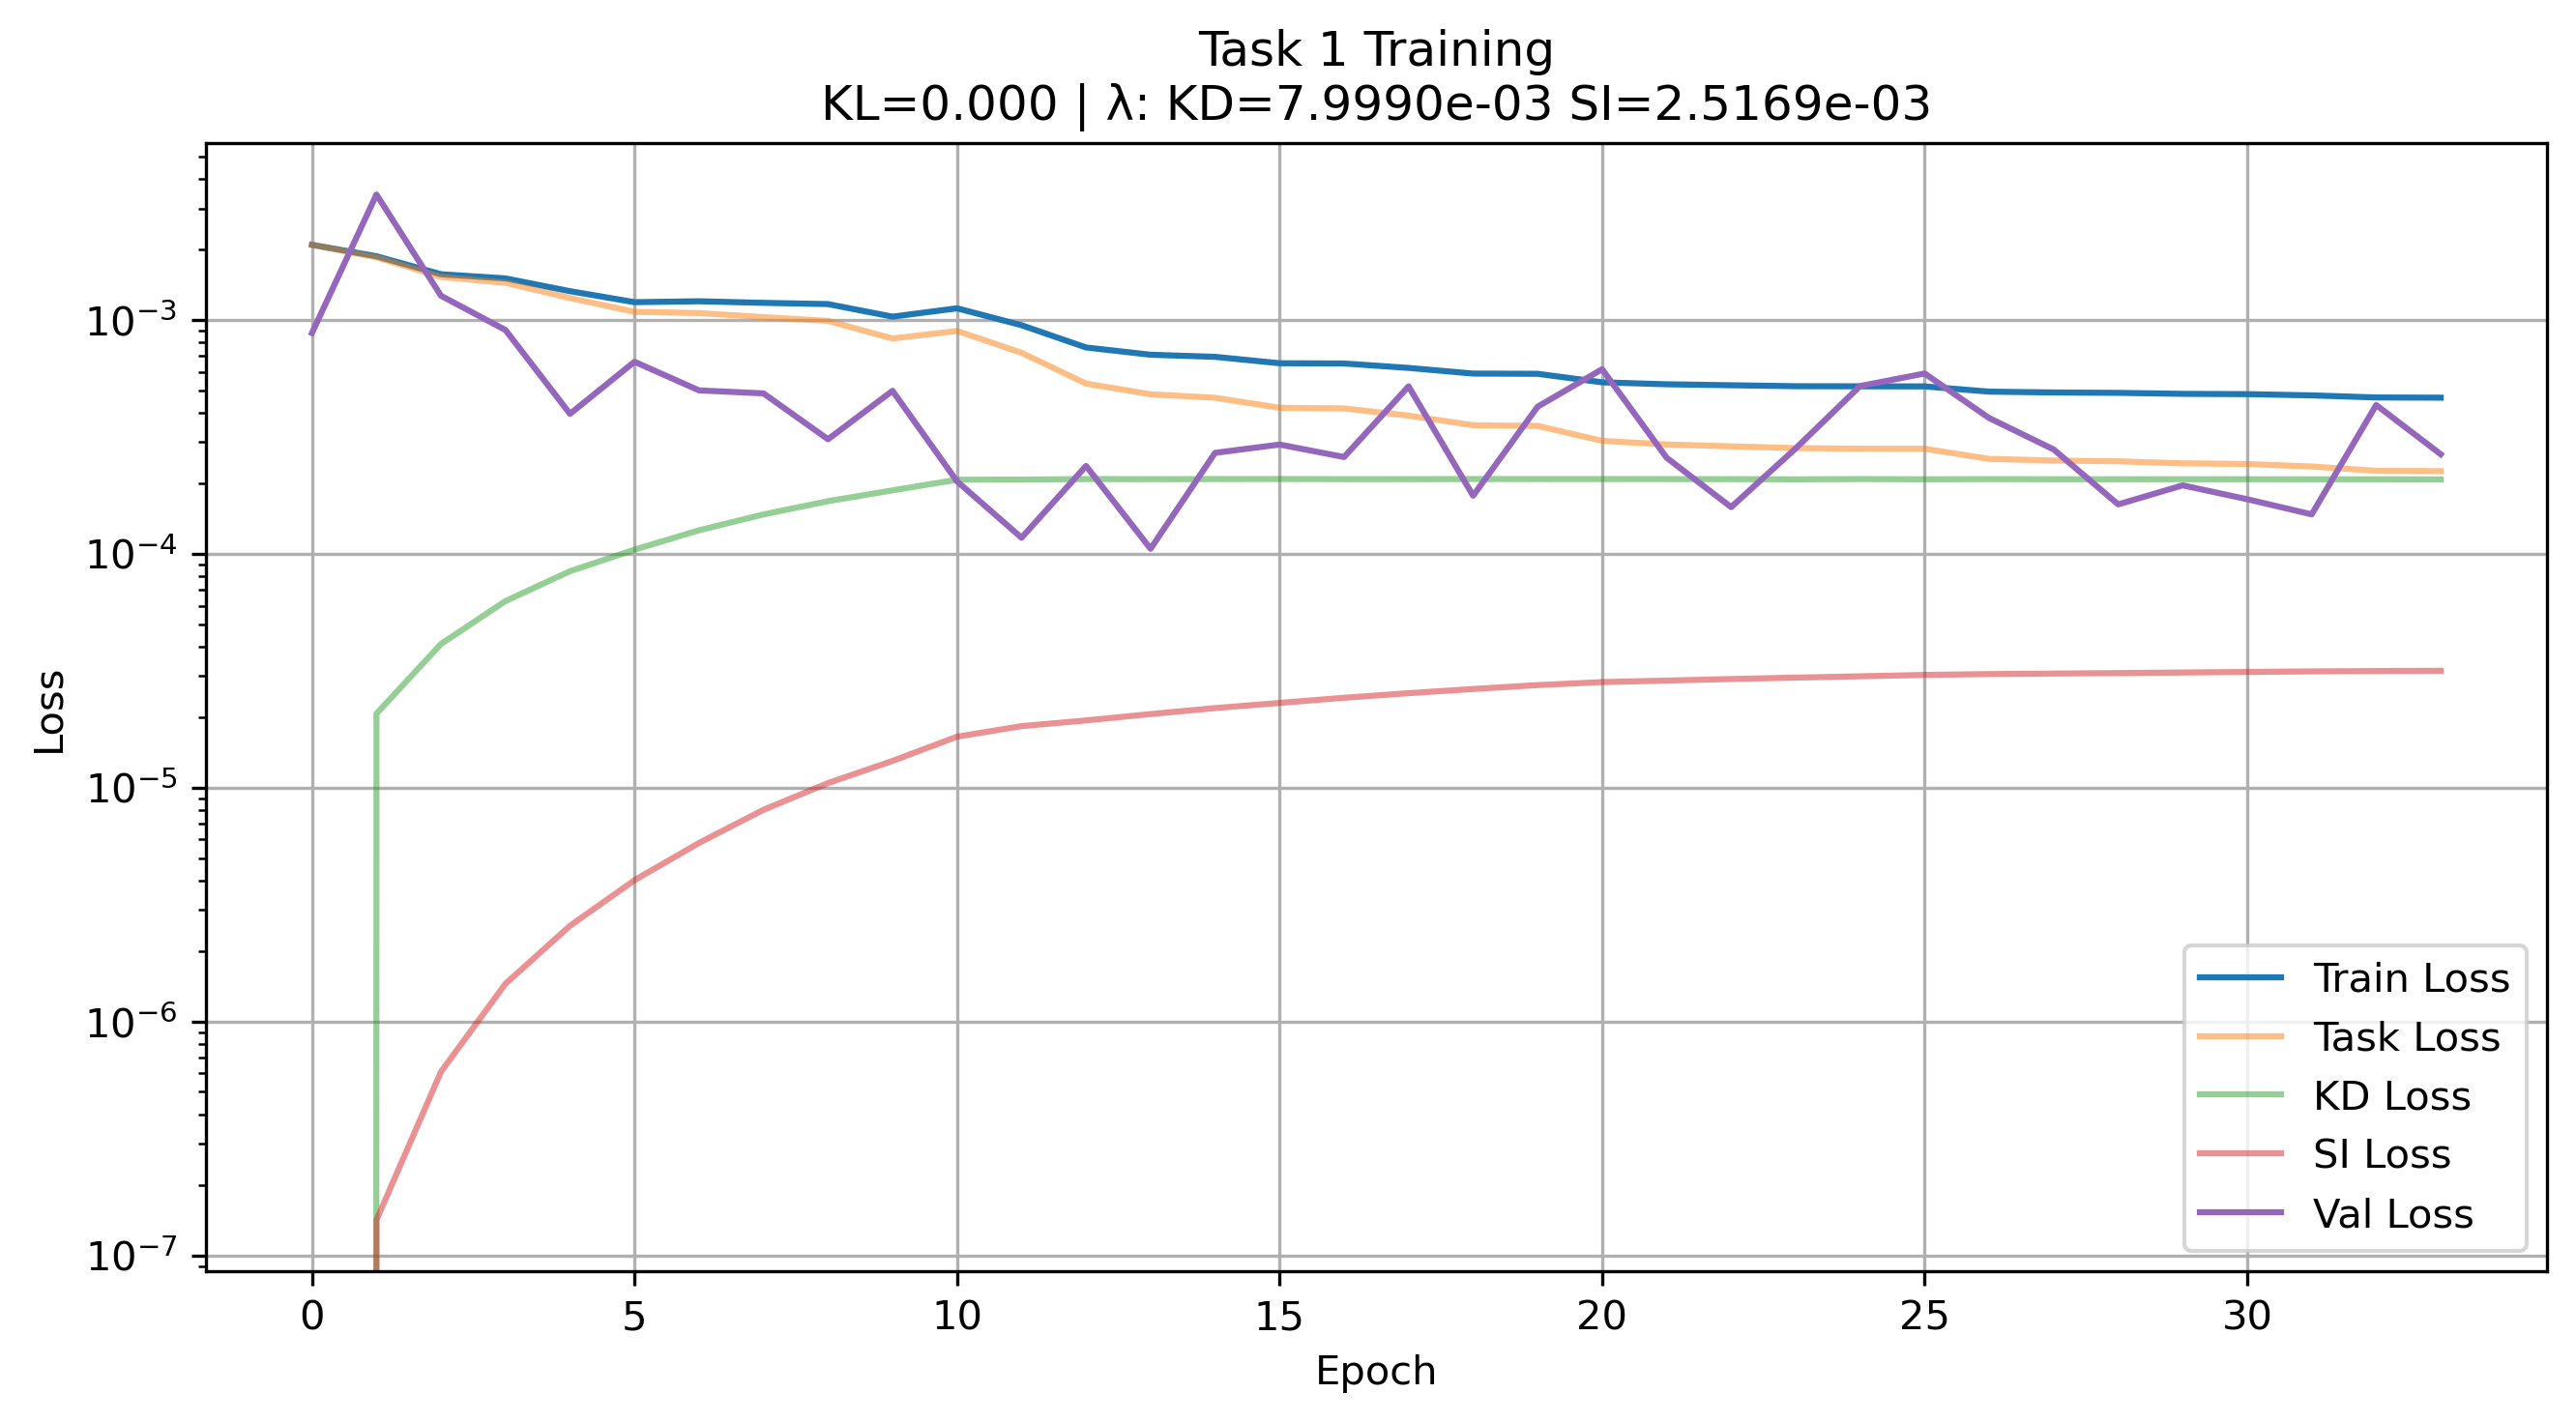 Task 1 Training
KL=0.000 | λ: KD=7.9990e-03 SI=2.5169e-03
Loss
10⁻³
10⁻⁴
10⁻⁵
10⁻⁶
10⁻⁷
0 5 10 15 20 25 30
Epoch
Train Loss
Task Loss
KD Loss
SI Loss
Val Loss